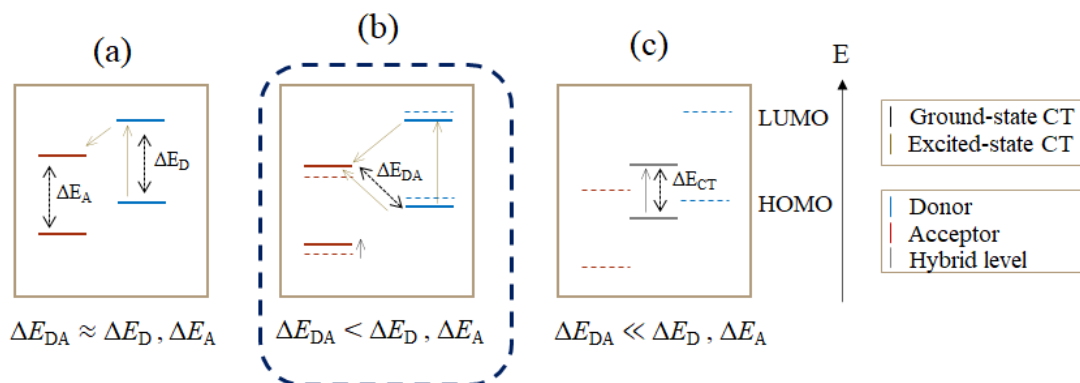 (a)
ΔE_A
ΔE_D
ΔE_DA ≈ ΔE_D , ΔE_A
(b)
ΔE_DA
ΔE_DA < ΔE_D , ΔE_A
(c)
ΔE_CT
LUMO
HOMO
ΔE_DA ≪ ΔE_D , ΔE_A
E
Ground-state CT
Excited-state CT
Donor
Acceptor
Hybrid level